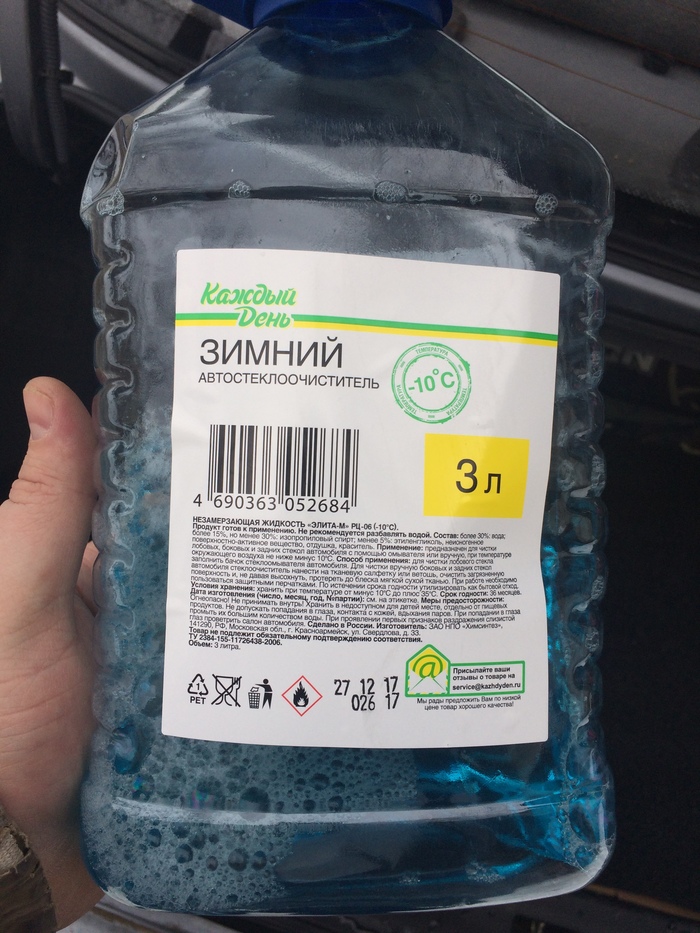 Каждый
День
ЗИМНИЙ
АВТОСТЕКЛООЧИСТИТЕЛЬ
ТЕМПЕРАТУРА
-10°C
3 л
4 690363 052684
НЕЗАМЕРЗАЮЩАЯ ЖИДКОСТЬ «ЭЛИТА-М» РЦ-06 (-10°С).
Продукт готов к применению. Не рекомендуется разбавлять водой. Состав: более 30%: вода;
более 15%, но менее 30%: изопропиловый спирт; менее 5%: этиленгликоль, неионогенное
поверхностно-активное вещество, отдушка, краситель. Применение: предназначен для чистки
лобовых, боковых и задних стекол автомобиля с помощью омывателя или вручную, при температуре
окружающего воздуха не ниже минус 10°С. Способ применения: для чистки лобового стекла
заполнить бачок стеклоомывателя автомобиля. Для чистки вручную боковых и задних стекол
автомобиля стеклоочиститель нанести на тканевую салфетку или ветошь, очистить загрязненную
поверхность и, не давая высохнуть, протереть до блеска мягкой сухой тканью. При работе необходимо
пользоваться защитными перчатками. По истечении срока годности утилизировать как бытовой отход.
Условия хранения: хранить при температуре от минус 10°С до плюс 35°С. Срок годности: 36 месяцев.
Дата изготовления (число, месяц, год, №партии): см. на этикетке. Меры предосторожности:
Огнеопасно! Не принимать внутрь! Хранить в недоступном для детей месте, отдельно от пищевых
продуктов. Не допускать попадания в глаза, контакта с кожей, вдыхания паров. При попадании в глаза
промыть их большим количеством воды. При проявлении первых признаков раздражения слизистой
глаз проветрить салон автомобиля. Сделано в России. Изготовитель: ЗАО НПО «Химсинтез»,
141290, РФ, Московская обл., г. Красноармейск, ул. Свердлова, д. 33.
Товар не подлежит обязательному подтверждению соответствия.
ТУ 2384-155-11726438-2006.
Объем: 3 литра.
PET
27 12 17
026 17
@
Присылайте ваши
отзывы о товаре на
service@kazhdyden.ru
Мы рады предложить Вам по низкой
цене товар хорошего качества!